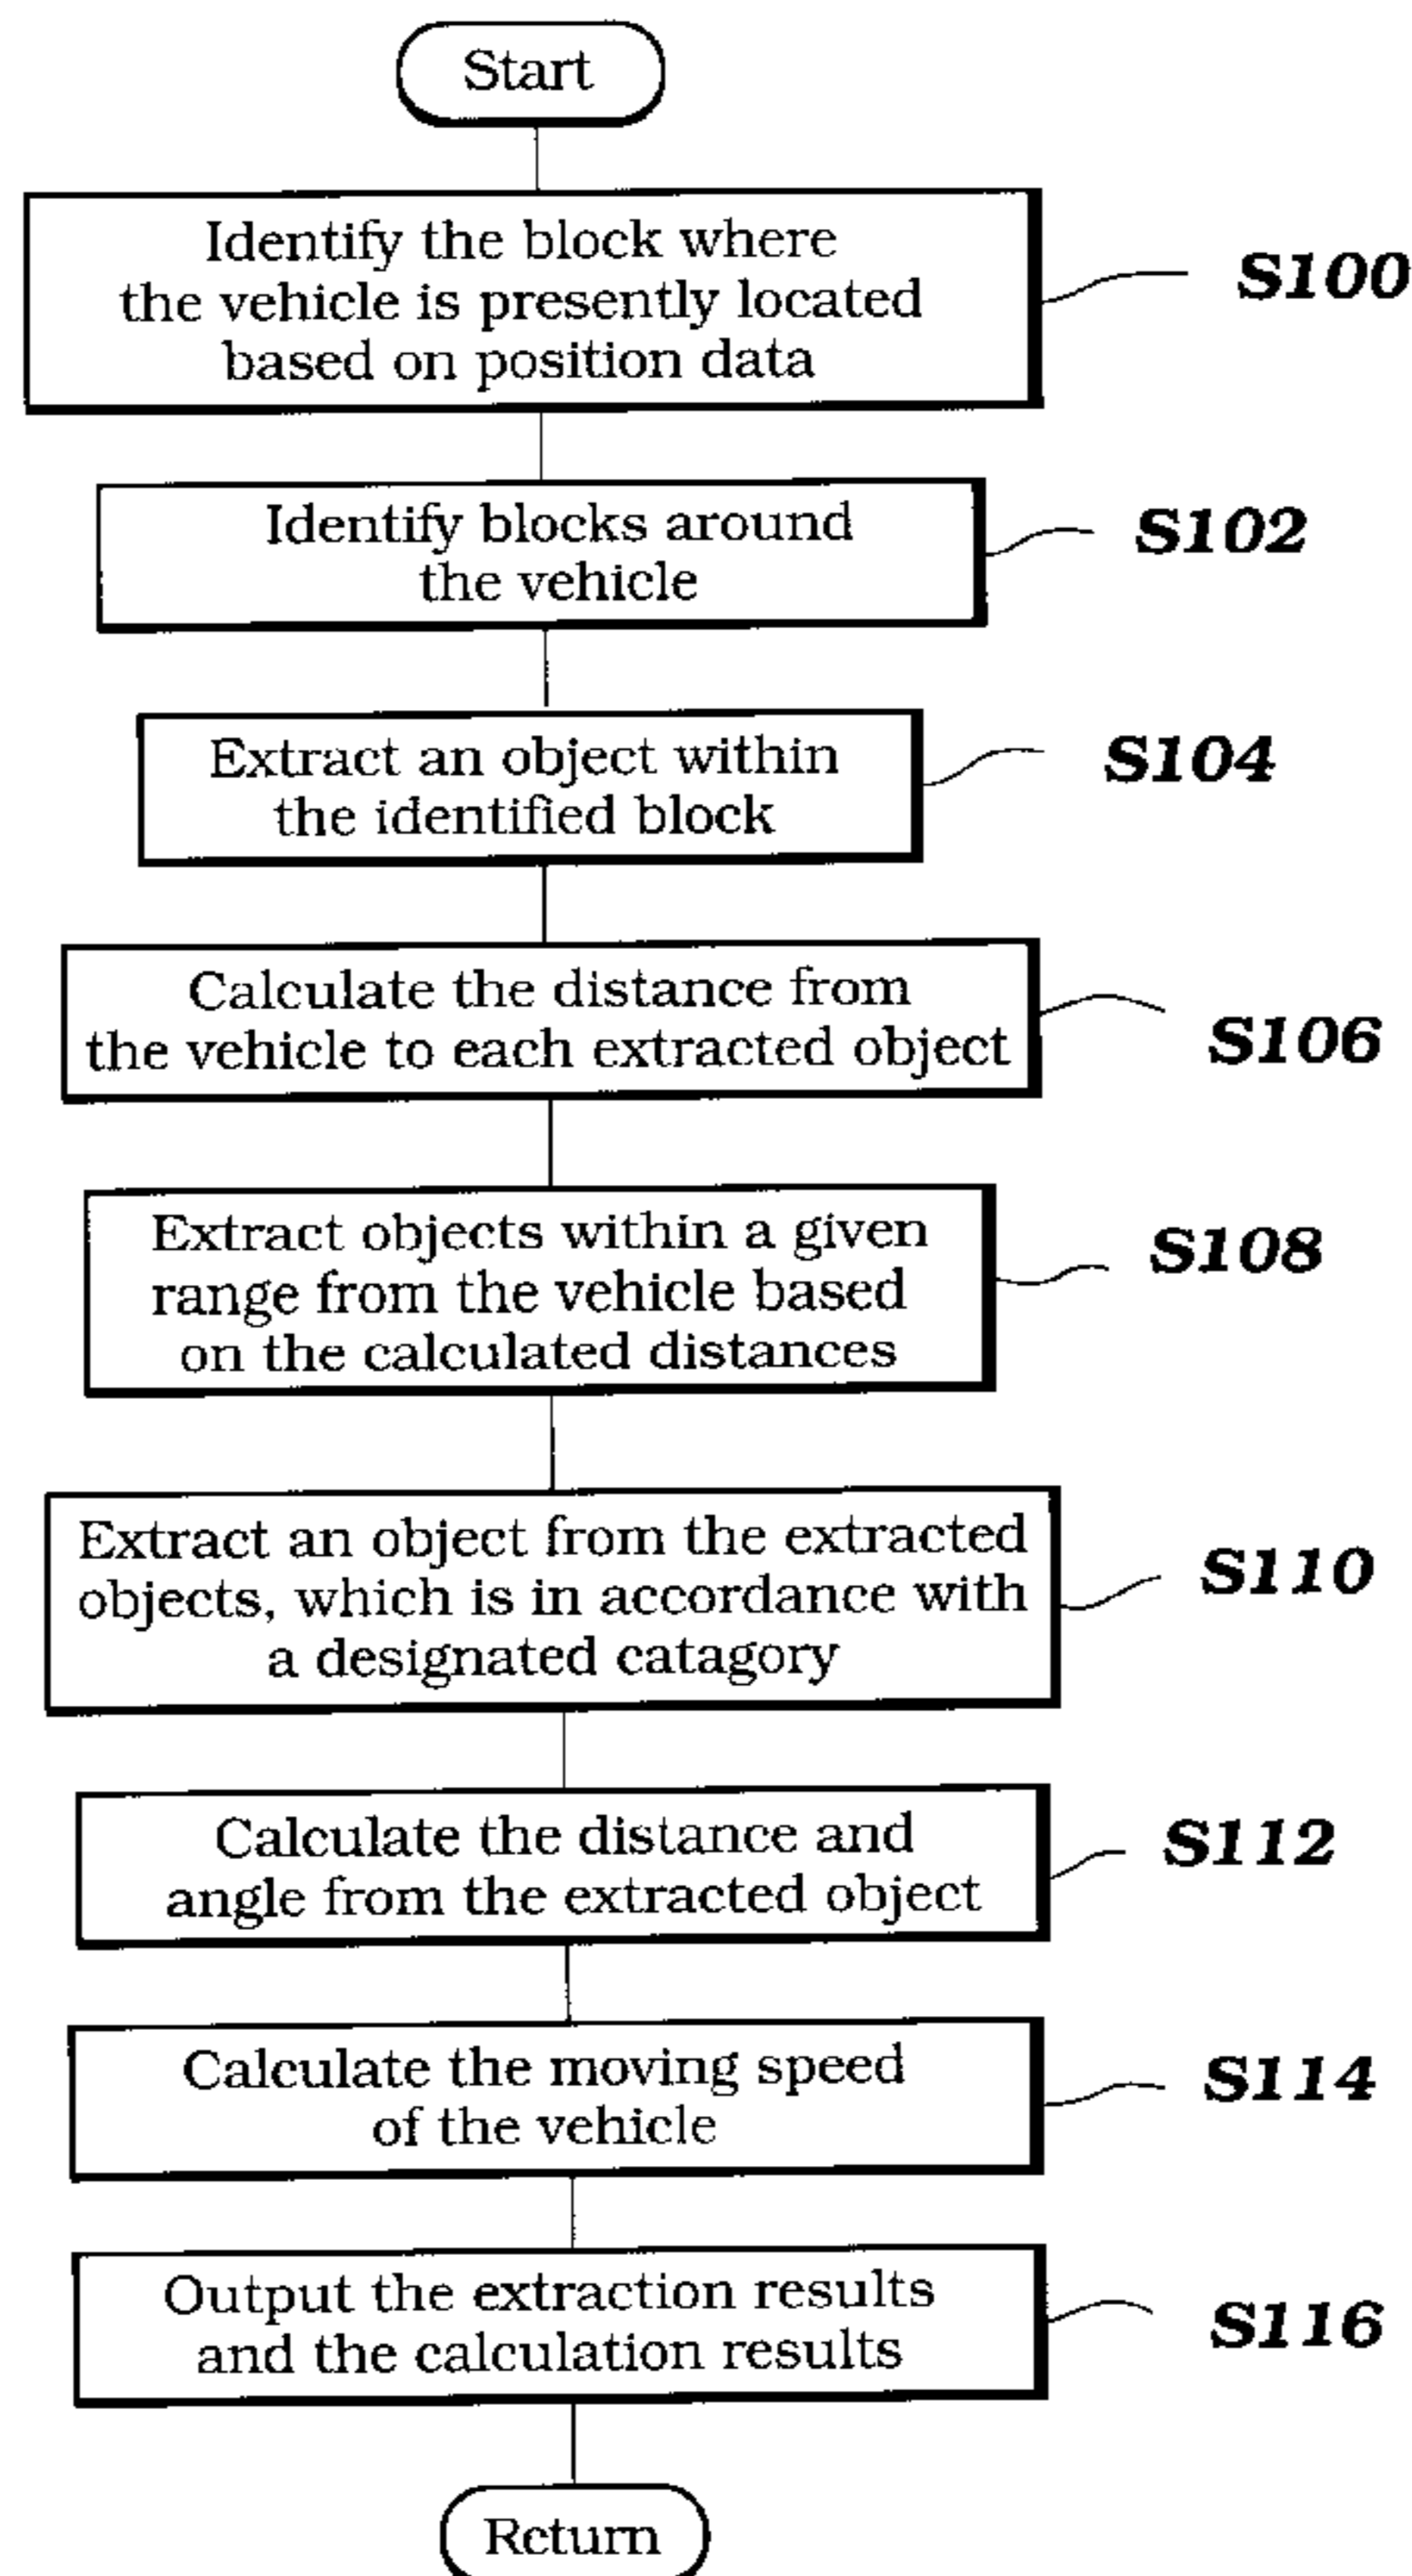 Start
Identify the block where
the vehicle is presently located
based on position data
S100
Identify blocks around
the vehicle
S102
Extract an object within
the identified block
S104
Calculate the distance from
the vehicle to each extracted object
S106
Extract objects within a given
range from the vehicle based
on the calculated distances
S108
Extract an object from the extracted
objects, which is in accordance with
a designated catagory
S110
Calculate the distance and
angle from the extracted object
S112
Calculate the moving speed
of the vehicle
S114
Output the extraction results
and the calculation results
S116
Return